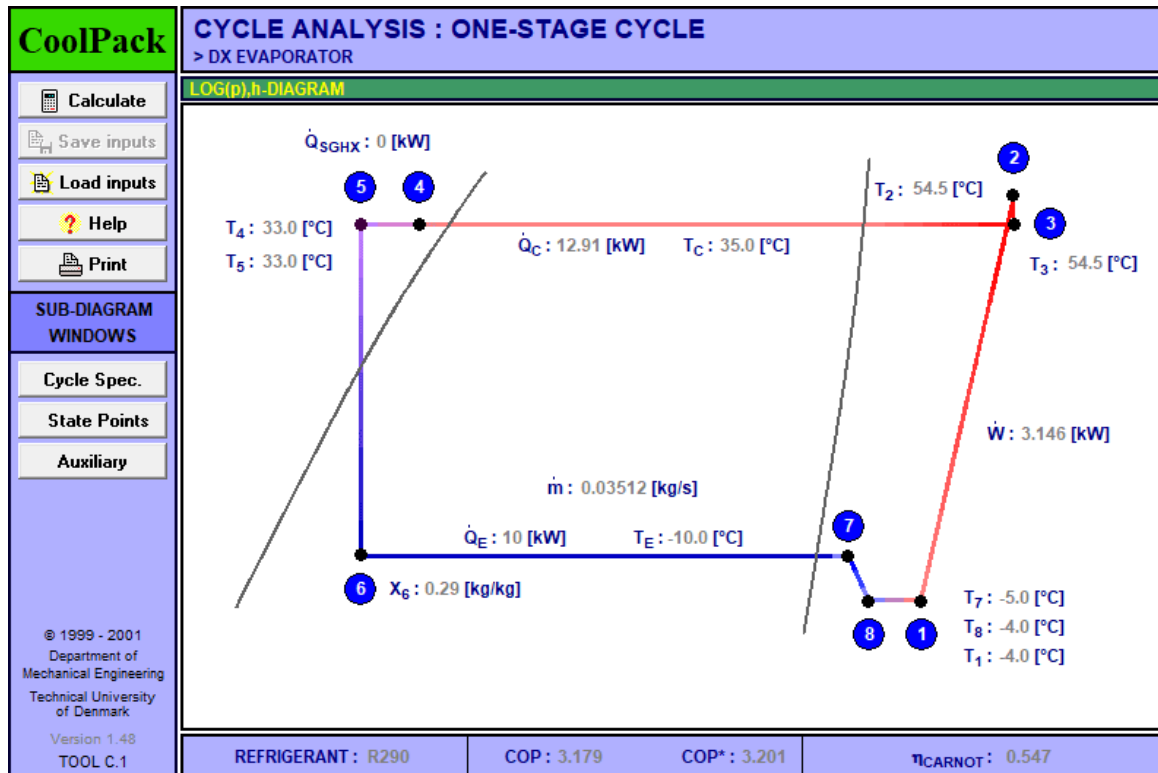 CoolPack
CYCLE ANALYSIS : ONE-STAGE CYCLE
> DX EVAPORATOR
LOG(p),h-DIAGRAM
Calculate
Save inputs
Load inputs
Help
Print
SUB-DIAGRAM
WINDOWS
Cycle Spec.
State Points
Auxiliary
© 1999 - 2001
Department of
Mechanical Engineering
Technical University
of Denmark
Version 1.48
TOOL C.1
Q̇SGHX : 0 [kW]
5 4
2
T2 : 54.5 [°C]
3
T4 : 33.0 [°C]
T5 : 33.0 [°C]
Q̇C : 12.91 [kW] TC : 35.0 [°C]
T3 : 54.5 [°C]
Ẇ : 3.146 [kW]
ṁ : 0.03512 [kg/s]
7
Q̇E : 10 [kW] TE : -10.0 [°C]
6 X6 : 0.29 [kg/kg]
8 1
T7 : -5.0 [°C]
T8 : -4.0 [°C]
T1 : -4.0 [°C]
REFRIGERANT : R290 COP : 3.179 COP* : 3.201 ηCARNOT : 0.547